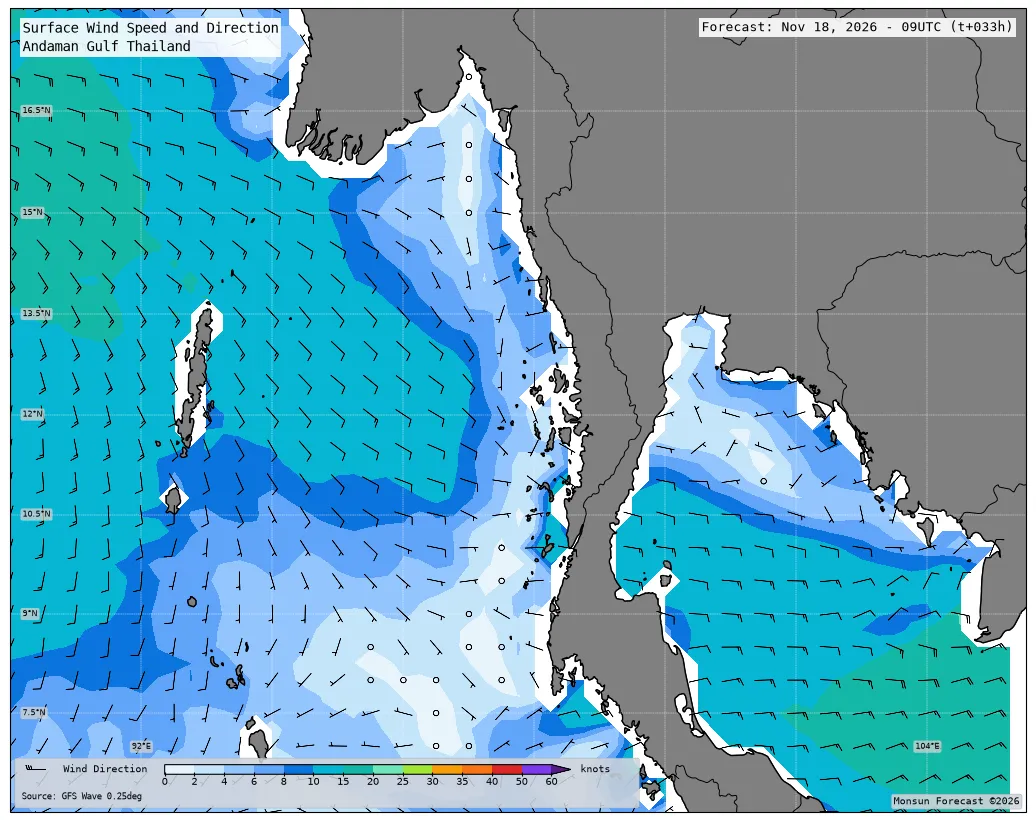 Surface Wind Speed and Direction
Andaman Gulf Thailand
Forecast: Nov 18, 2026 - 09UTC (t+033h)
16.5°N
15°N
13.5°N
12°N
10.5°N
9°N
7.5°N
92°E
104°E
Wind Direction
0 2 4 5 10 15 20 25 30 35 40 50 60
knots
Source: GFS Wave 0.25deg
Monsun Forecast ©2026